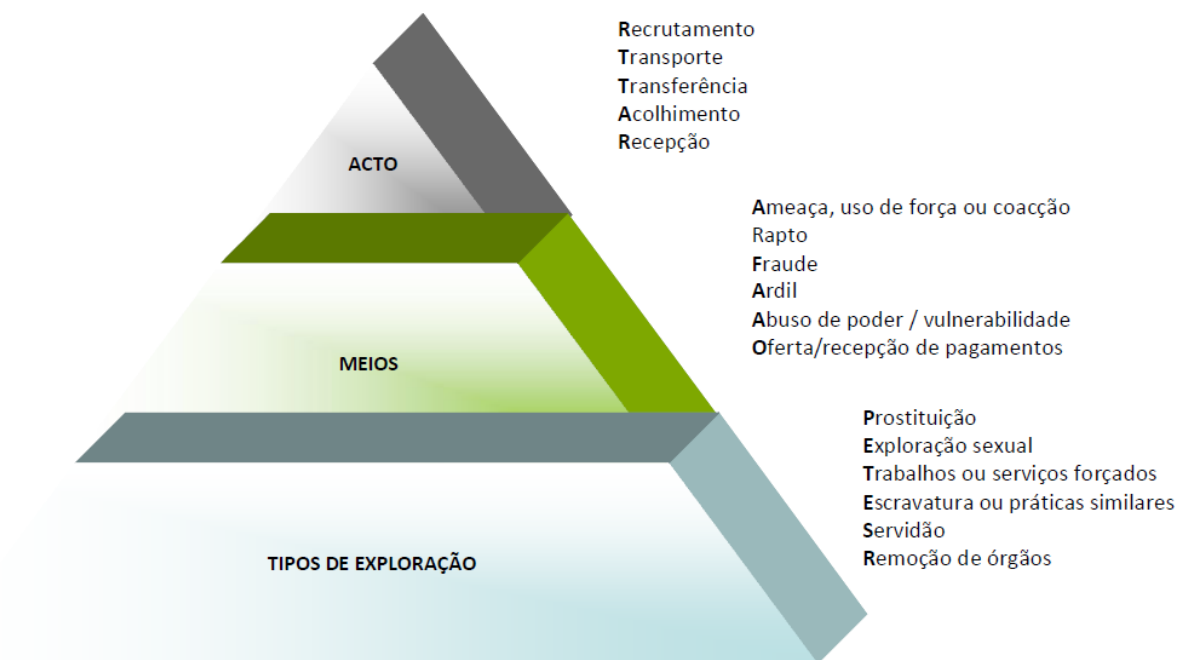 Recrutamento
Transporte
Transferência
Acolhimento
Recepção
ACTO
Ameaça, uso de força ou coacção
Rapto
Fraude
Ardil
Abuso de poder / vulnerabilidade
Oferta/recepção de pagamentos
MEIOS
Prostituição
Exploração sexual
Trabalhos ou serviços forçados
Escravatura ou práticas similares
Servidão
Remoção de órgãos
TIPOS DE EXPLORAÇÃO